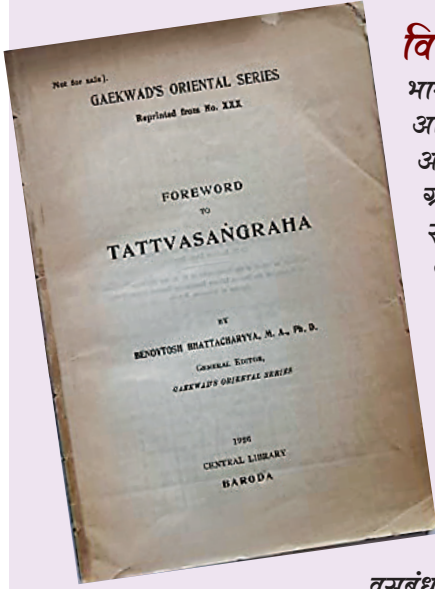 Not for sale].
GAEKWAD'S ORIENTAL SERIES
Reprinted from No. XXX
FOREWORD
TO
TATTVASAṄGRAHA
BY
BENOYTOSH BHATTACHARYYA, M. A., Ph. D.
GENERAL EDITOR,
GAEKWAD'S ORIENTAL SERIES
1926
CENTRAL LIBRARY
BARODA